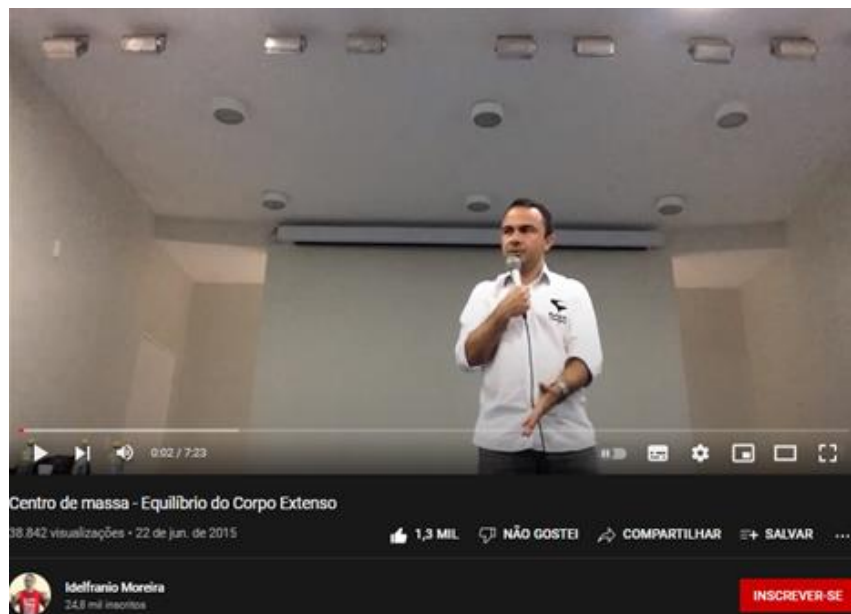 0:02 / 7:23
Centro de massa - Equilíbrio do Corpo Extenso
38.842 visualizações • 22 de jun. de 2015
1,3 MIL NÃO GOSTEI COMPARTILHAR SALVAR
Idelfranio Moreira
24,8 mil inscritos
INSCREVER-SE